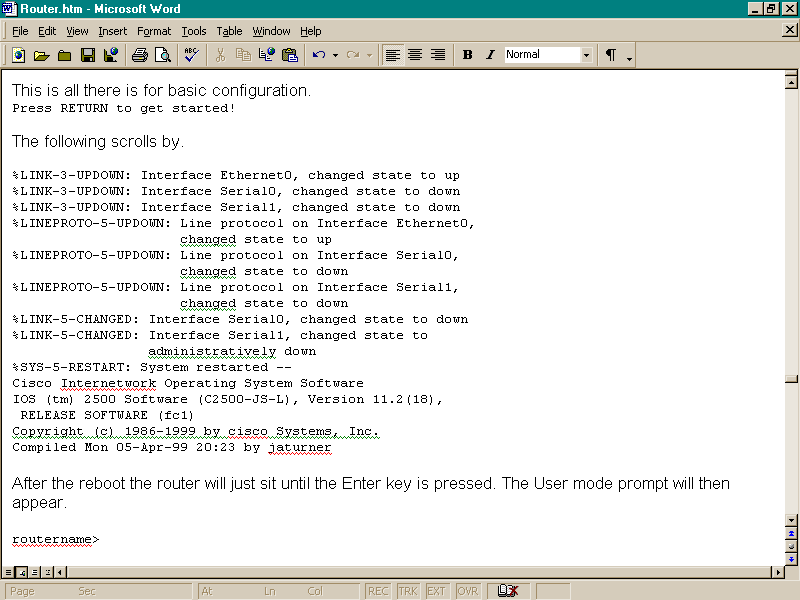 Router.htm - Microsoft Word
File Edit View Insert Format Tools Table Window Help
ABC B I Normal ¶
This is all there is for basic configuration.
Press RETURN to get started!
The following scrolls by.
%LINK-3-UPDOWN: Interface Ethernet0, changed state to up
%LINK-3-UPDOWN: Interface Serial0, changed state to down
%LINK-3-UPDOWN: Interface Serial1, changed state to down
%LINEPROTO-5-UPDOWN: Line protocol on Interface Ethernet0,
changed state to up
%LINEPROTO-5-UPDOWN: Line protocol on Interface Serial0,
changed state to down
%LINEPROTO-5-UPDOWN: Line protocol on Interface Serial1,
changed state to down
%LINK-5-CHANGED: Interface Serial0, changed state to down
%LINK-5-CHANGED: Interface Serial1, changed state to
administratively down
%SYS-5-RESTART: System restarted --
Cisco Internetwork Operating System Software
IOS (tm) 2500 Software (C2500-JS-L), Version 11.2(18),
RELEASE SOFTWARE (fc1)
Copyright (c) 1986-1999 by cisco Systems, Inc.
Compiled Mon 05-Apr-99 20:23 by jaturner
After the reboot the router will just sit until the Enter key is pressed. The User mode prompt will then
appear.
routername>
Page Sec At Ln Col REC TRK EXT OVR